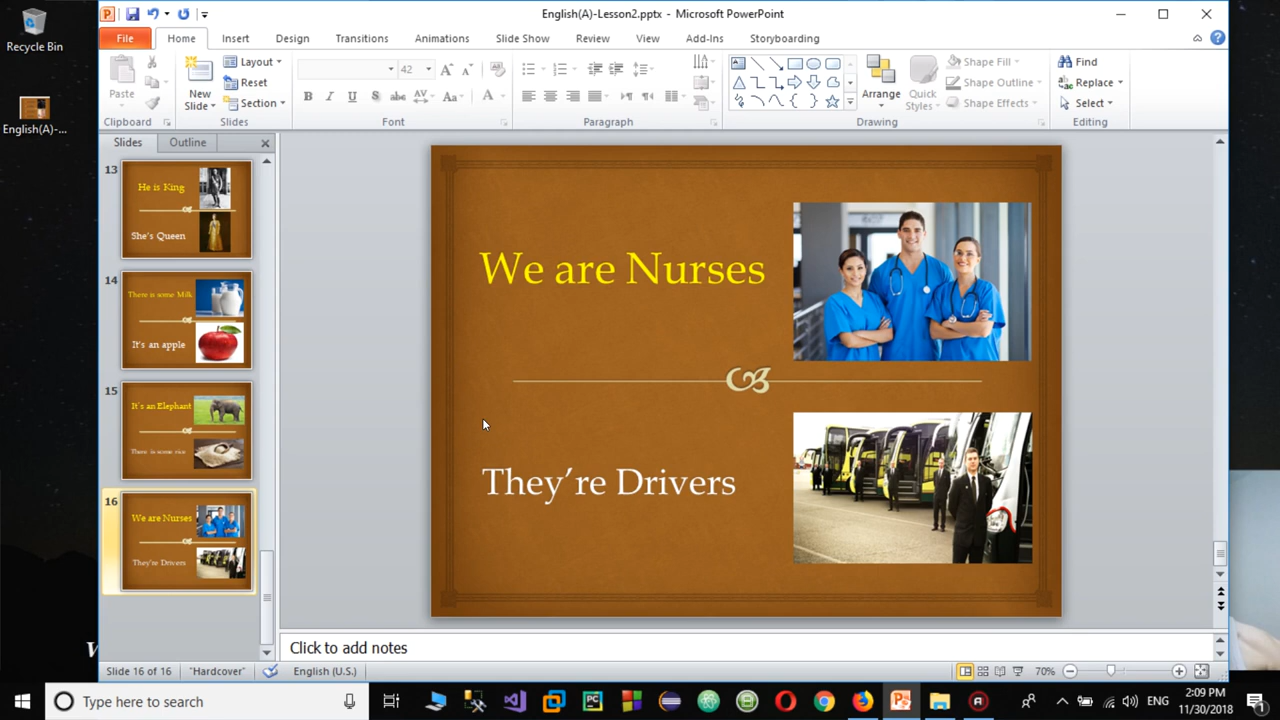 English(A)-Lesson2.pptx - Microsoft PowerPoint
Recycle Bin
English(A)-...
File Home Insert Design Transitions Animations Slide Show Review View Add-Ins Storyboarding
Paste
New
Slide
Layout
Reset
Section
42
Arrange
Quick
Styles
Shape Fill
Shape Outline
Shape Effects
Find
Replace
Select
Clipboard Slides Font Paragraph Drawing Editing
Slides Outline
13
He is King
She's Queen
14
There is some Milk
It's an apple
15
It's an Elephant
There is some rice
16
We are Nurses
They're Drivers
We are Nurses
They’re Drivers
Click to add notes
Slide 16 of 16 "Hardcover" English (U.S.) 70%
Type here to search
ENG
2:09 PM
11/30/2018
1